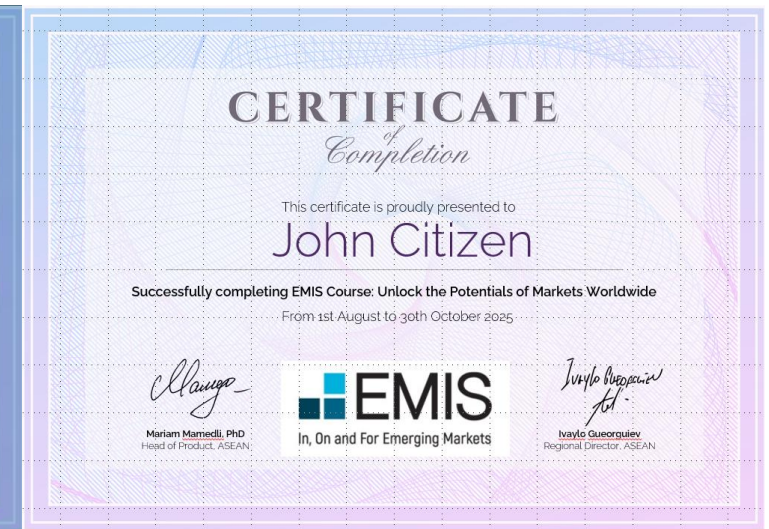 CERTIFICATE
of
Completion
This certificate is proudly presented to
John Citizen
Successfully completing EMIS Course: Unlock the Potentials of Markets Worldwide
From 1st August to 30th October 2025
Ivaylo Gueorguiev
EMIS
In, On and For Emerging Markets
Mariam Mamedli, PhD
Head of Product, ASEAN
Ivaylo Gueorguiev
Regional Director, ASEAN